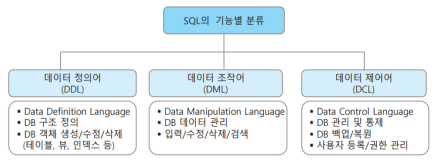 SQL의 기능별 분류
데이터 정의어
(DDL)
▪ Data Definition Language
▪ DB 구조 정의
▪ DB 객체 생성/수정/삭제
(테이블, 뷰, 인덱스 등)
데이터 조작어
(DML)
▪ Data Manipulation Language
▪ DB 데이터 관리
▪ 입력/수정/삭제/검색
데이터 제어어
(DCL)
▪ Data Control Language
▪ DB 관리 및 통제
▪ DB 백업/복원
▪ 사용자 등록/권한 관리